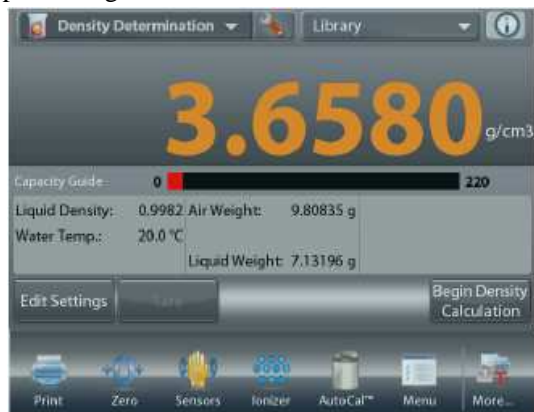 Density Determination Library
3.6580 g/cm3
Capacity Guide 0 220
Liquid Density: 0.9982 Air Weight: 9.80835 g
Water Temp.: 20.0 °C
Liquid Weight: 7.13196 g
Edit Settings Tare Begin Density
Calculation
Print Zero Sensors Ionizer AutoCal™ Menu More...